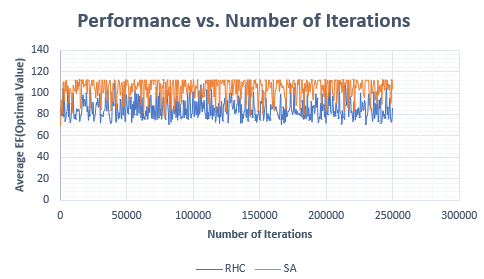 Performance vs. Number of Iterations
Average EF(Optimal Value)
140
120
100
80
60
40
20
0
0 50000 100000 150000 200000 250000 300000
Number of Iterations
RHC SA